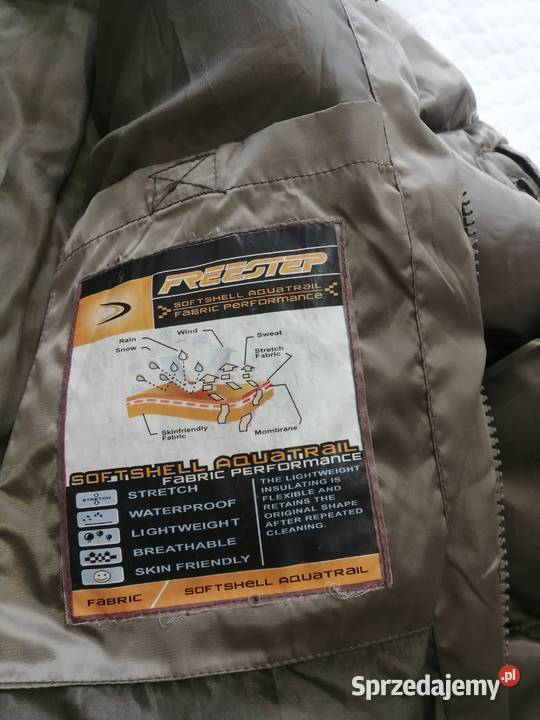 FREESTEP
SOFTSHELL AQUATRAIL
FABRIC PERFORMANCE
Rain
Snow
Wind
Sweat
Stretch
Fabric
Skinfriendly
Fabric
Mombrane
SOFTSHELL AQUATRAIL
FABRIC PERFORMANCE
STRETCH
STRETCH
WATERPROOF
LIGHTWEIGHT
BREATHABLE
SKIN FRIENDLY
THE LIGHTWEIGHT
INSULATING IS
FLEXIBLE AND
RETAINS THE
ORIGINAL SHAPE
AFTER REPEATED
CLEANING.
FABRIC / SOFTSHELL AQUATRAIL
Sprzedajemy.pl